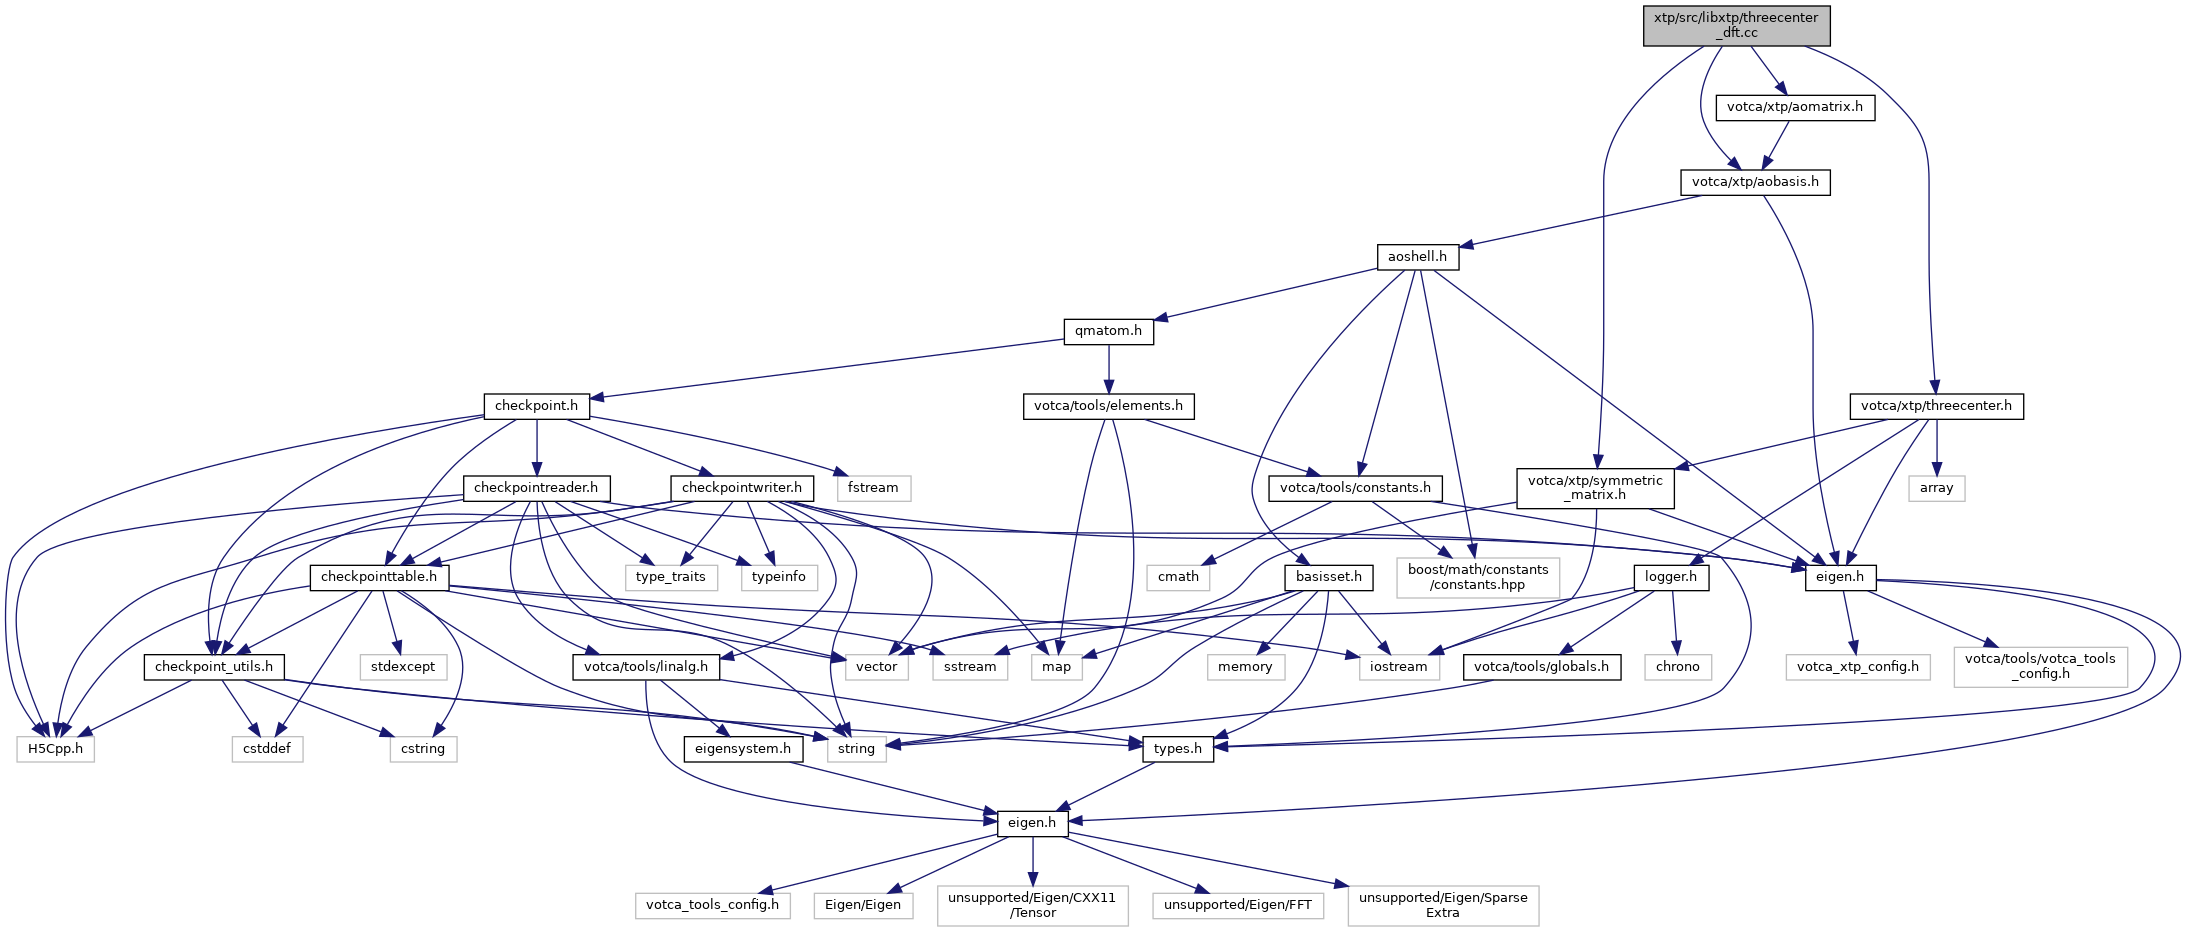 xtp/src/libxtp/threecenter
_dft.cc
votca/xtp/aomatrix.h
votca/xtp/aobasis.h
aoshell.h
qmatom.h
checkpoint.h
votca/tools/elements.h
votca/xtp/threecenter.h
checkpointreader.h
checkpointwriter.h
fstream
votca/tools/constants.h
votca/xtp/symmetric
_matrix.h
array
checkpointtable.h
type_traits
typeinfo
cmath
basisset.h
boost/math/constants
/constants.hpp
logger.h
eigen.h
checkpoint_utils.h
stdexcept
votca/tools/linalg.h
vector
sstream
map
memory
iostream
votca/tools/globals.h
chrono
votca_xtp_config.h
votca/tools/votca_tools
_config.h
H5Cpp.h
cstddef
cstring
eigensystem.h
string
types.h
eigen.h
votca_tools_config.h
Eigen/Eigen
unsupported/Eigen/CXX11
/Tensor
unsupported/Eigen/FFT
unsupported/Eigen/Sparse
Extra